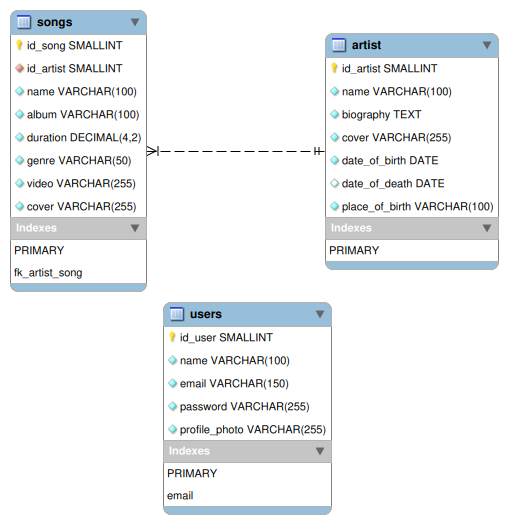 songs
id_song SMALLINT
id_artist SMALLINT
name VARCHAR(100)
album VARCHAR(100)
duration DECIMAL(4,2)
genre VARCHAR(50)
video VARCHAR(255)
cover VARCHAR(255)
Indexes
PRIMARY
fk_artist_song
artist
id_artist SMALLINT
name VARCHAR(100)
biography TEXT
cover VARCHAR(255)
date_of_birth DATE
date_of_death DATE
place_of_birth VARCHAR(100)
Indexes
PRIMARY
users
id_user SMALLINT
name VARCHAR(100)
email VARCHAR(150)
password VARCHAR(255)
profile_photo VARCHAR(255)
Indexes
PRIMARY
email